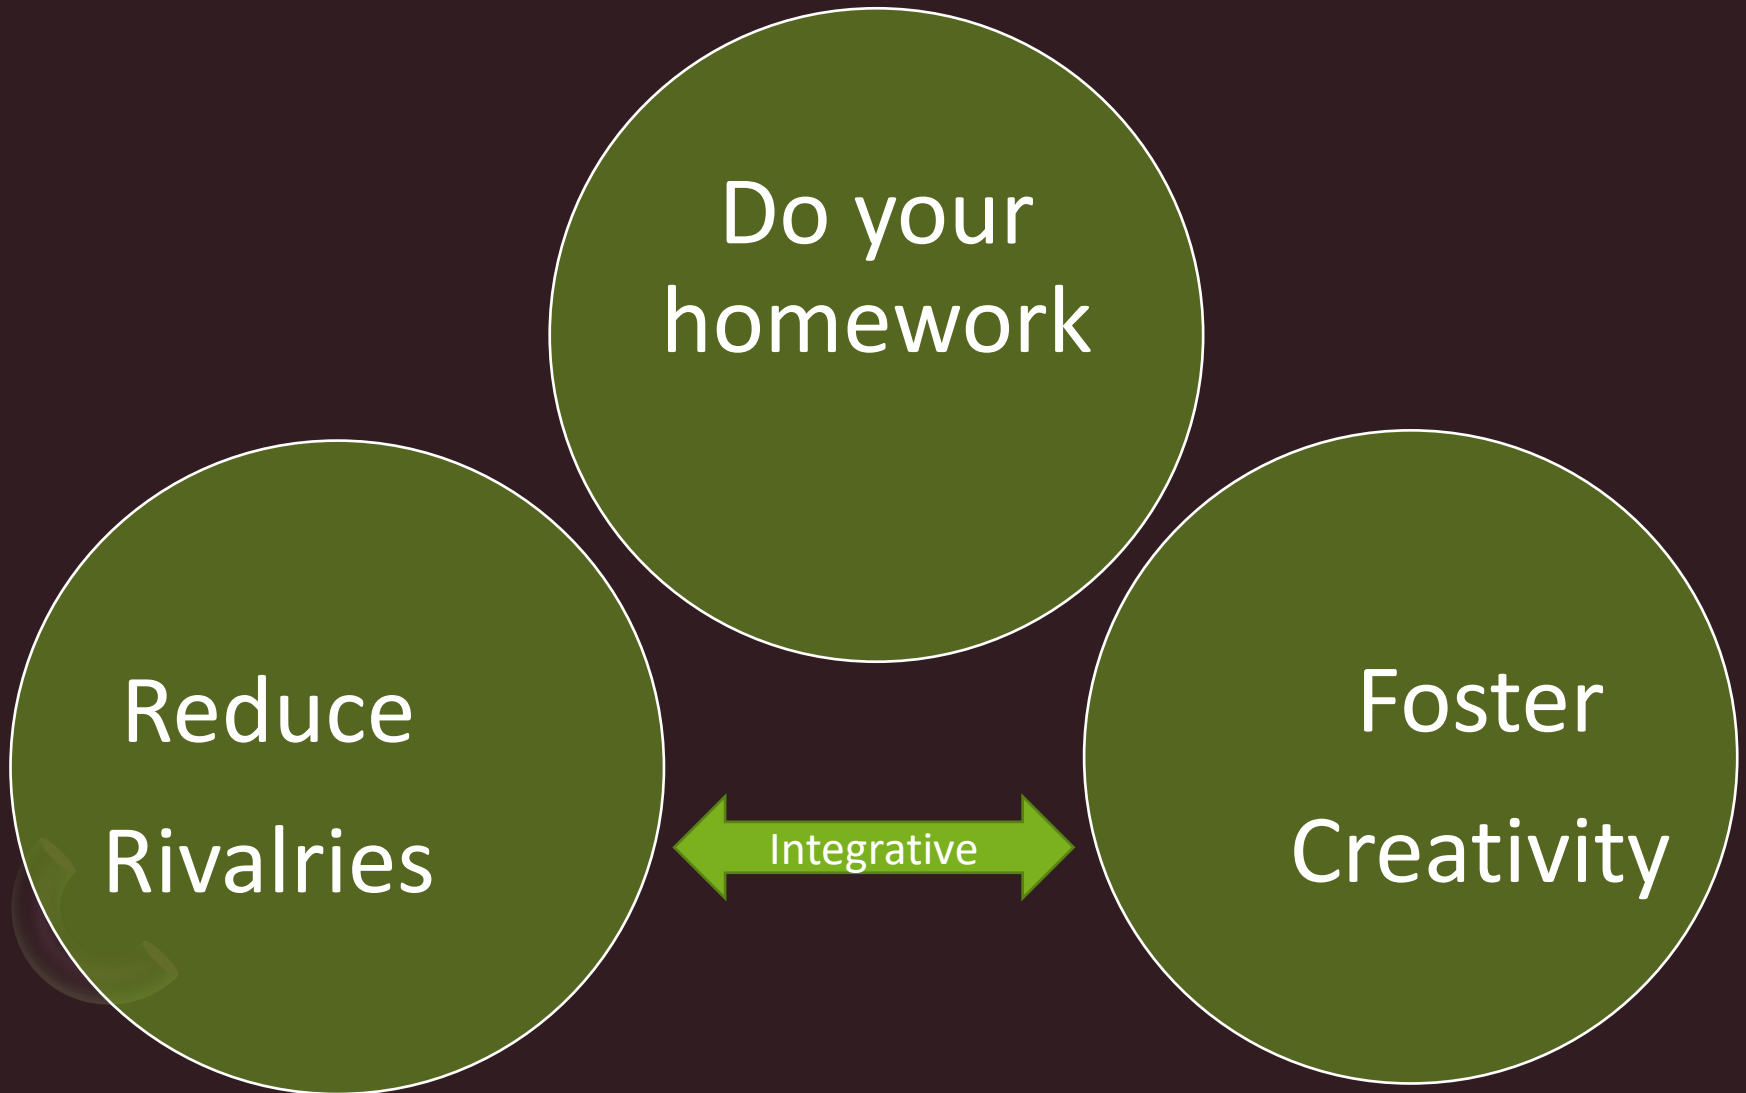 Do your
homework
Reduce
Rivalries
Integrative
Foster
Creativity